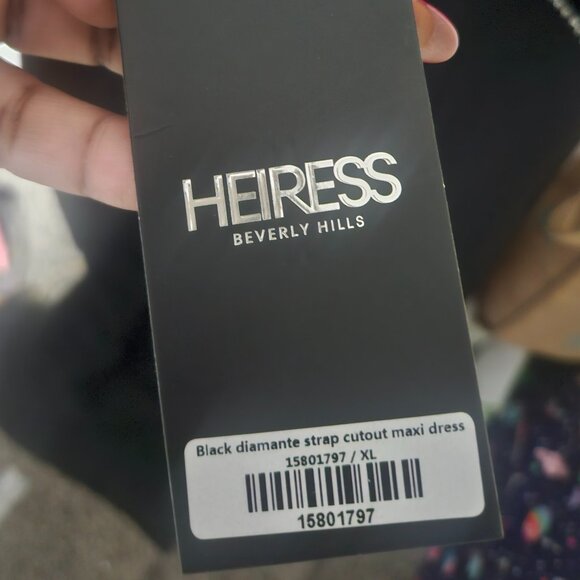 HEIRESS
BEVERLY HILLS
Black diamante strap cutout maxi dress
15801797 / XL
15801797